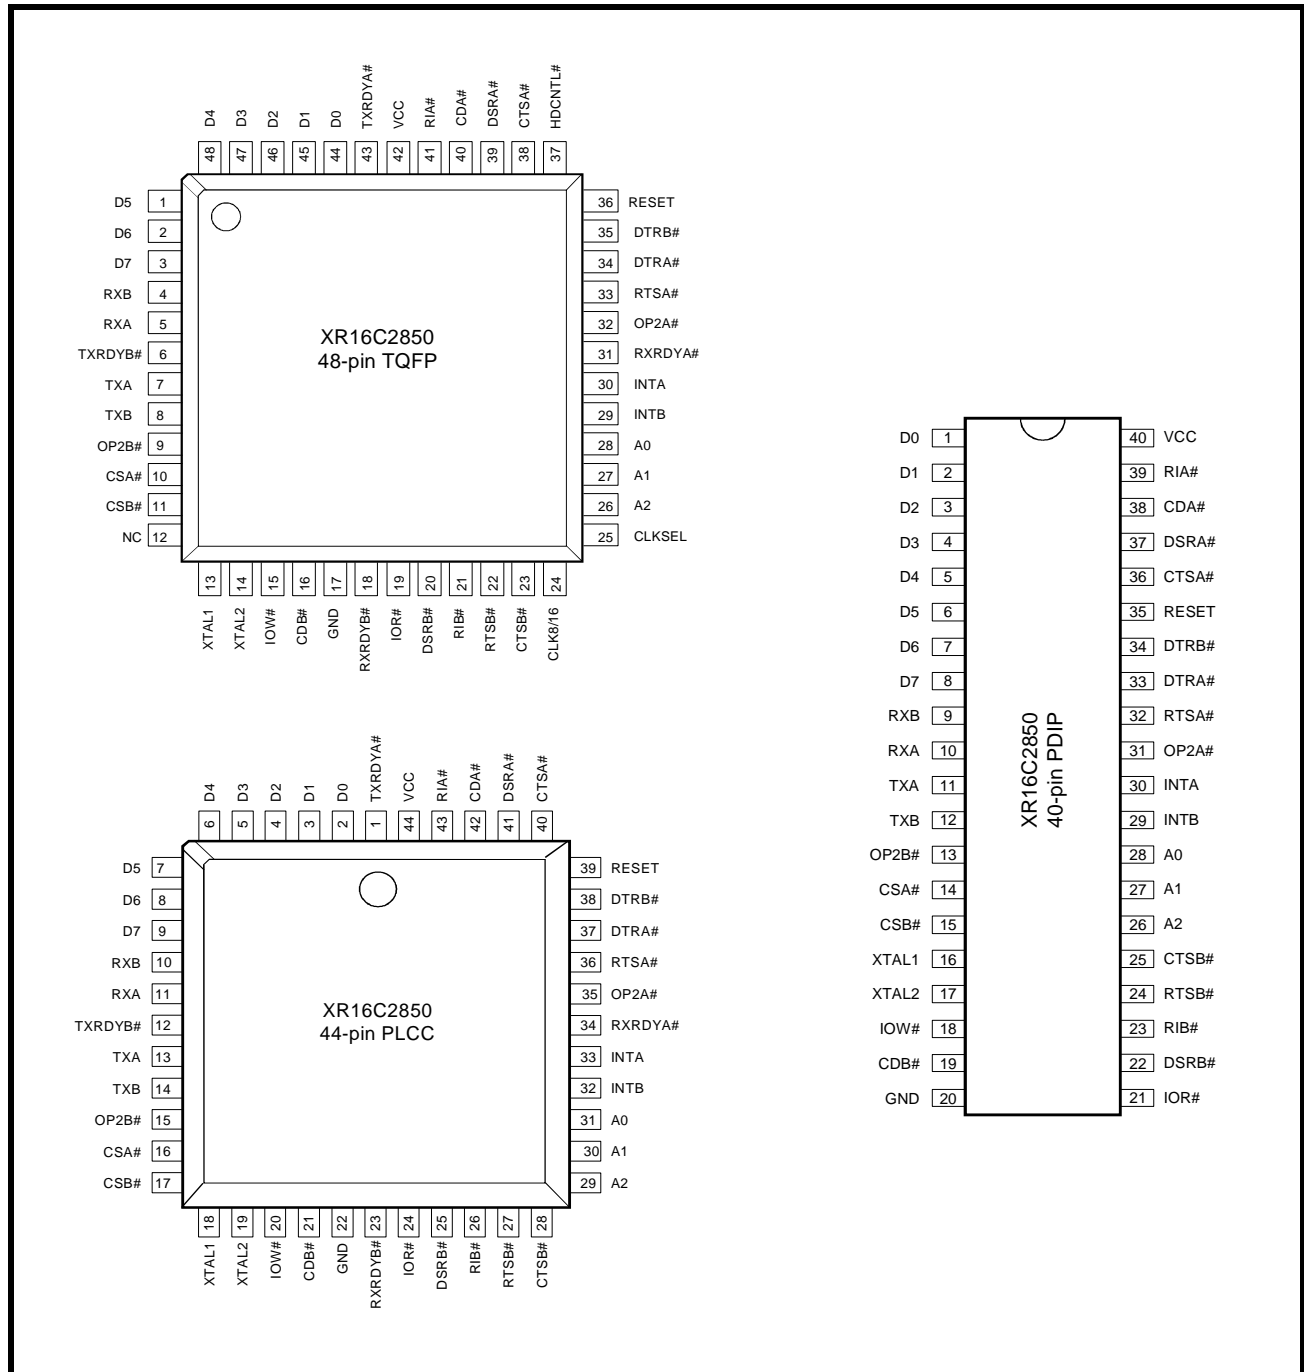 D4 D3 D2 D1 D0 TXRDYA# VCC RIA# CDA# DSRA# CTSA# HDCNTL#
48 47 46 45 44 43 42 41 40 39 38 37
D5 1
D6 2
D7 3
RXB 4
RXA 5
TXRDYB# 6
TXA 7
TXB 8
OP2B# 9
CSA# 10
CSB# 11
NC 12
XR16C2850
48-pin TQFP
36 RESET
35 DTRB#
34 DTRA#
33 RTSA#
32 OP2A#
31 RXRDYA#
30 INTA
29 INTB
28 A0
27 A1
26 A2
25 CLKSEL
13 14 15 16 17 18 19 20 21 22 23 24
XTAL1 XTAL2 IOW# CDB# GND RXRDYB# IOR# DSRB# RIB# RTSB# CTSB# CLK8/16
D4 D3 D2 D1 D0 TXRDYA# VCC RIA# CDA# DSRA# CTSA#
6 5 4 3 2 1 44 43 42 41 40
D5 7
D6 8
D7 9
RXB 10
RXA 11
TXRDYB# 12
TXA 13
TXB 14
OP2B# 15
CSA# 16
CSB# 17
XR16C2850
44-pin PLCC
39 RESET
38 DTRB#
37 DTRA#
36 RTSA#
35 OP2A#
34 RXRDYA#
33 INTA
32 INTB
31 A0
30 A1
29 A2
18 19 20 21 22 23 24 25 26 27 28
XTAL1 XTAL2 IOW# CDB# GND RXRDYB# IOR# DSRB# RIB# RTSB# CTSB#
D0 1
D1 2
D2 3
D3 4
D4 5
D5 6
D6 7
D7 8
RXB 9
RXA 10
TXA 11
TXB 12
OP2B# 13
CSA# 14
CSB# 15
XTAL1 16
XTAL2 17
IOW# 18
CDB# 19
GND 20
XR16C2850
40-pin PDIP
40 VCC
39 RIA#
38 CDA#
37 DSRA#
36 CTSA#
35 RESET
34 DTRB#
33 DTRA#
32 RTSA#
31 OP2A#
30 INTA
29 INTB
28 A0
27 A1
26 A2
25 CTSB#
24 RTSB#
23 RIB#
22 DSRB#
21 IOR#